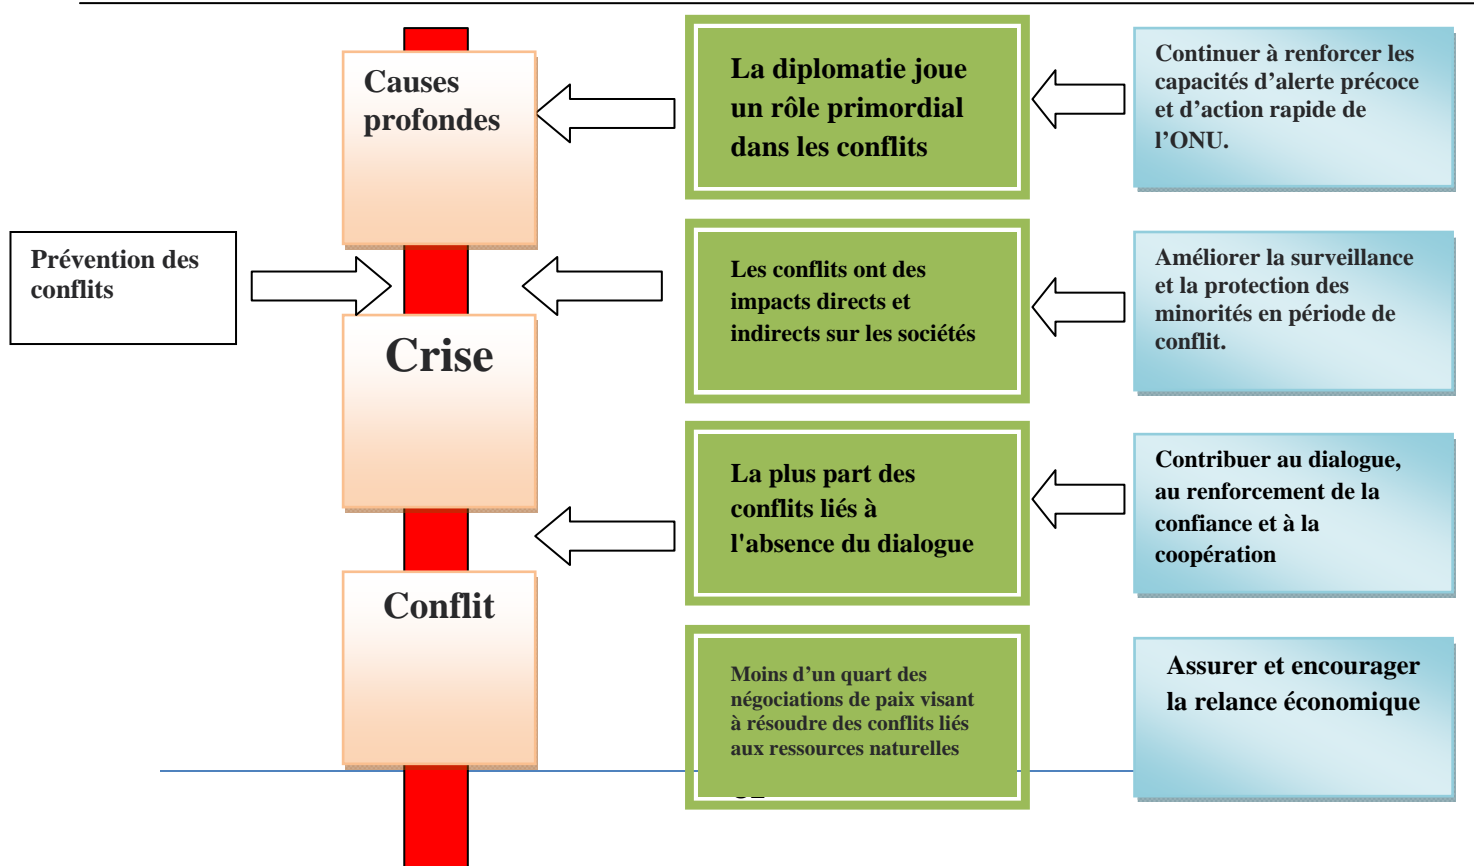 Causes
profondes
La diplomatie joue
un rôle primordial
dans les conflits
Continuer à renforcer les
capacités d’alerte précoce
et d’action rapide de
l’ONU.
Prévention des
conflits
Les conflits ont des
impacts directs et
indirects sur les sociétés
Améliorer la surveillance
et la protection des
minorités en période de
conflit.
Crise
La plus part des
conflits liés à
l'absence du dialogue
Contribuer au dialogue,
au renforcement de la
confiance et à la
coopération
Conflit
Moins d’un quart des
négociations de paix visant
à résoudre des conflits liés
aux ressources naturelles
Assurer et encourager
la relance économique